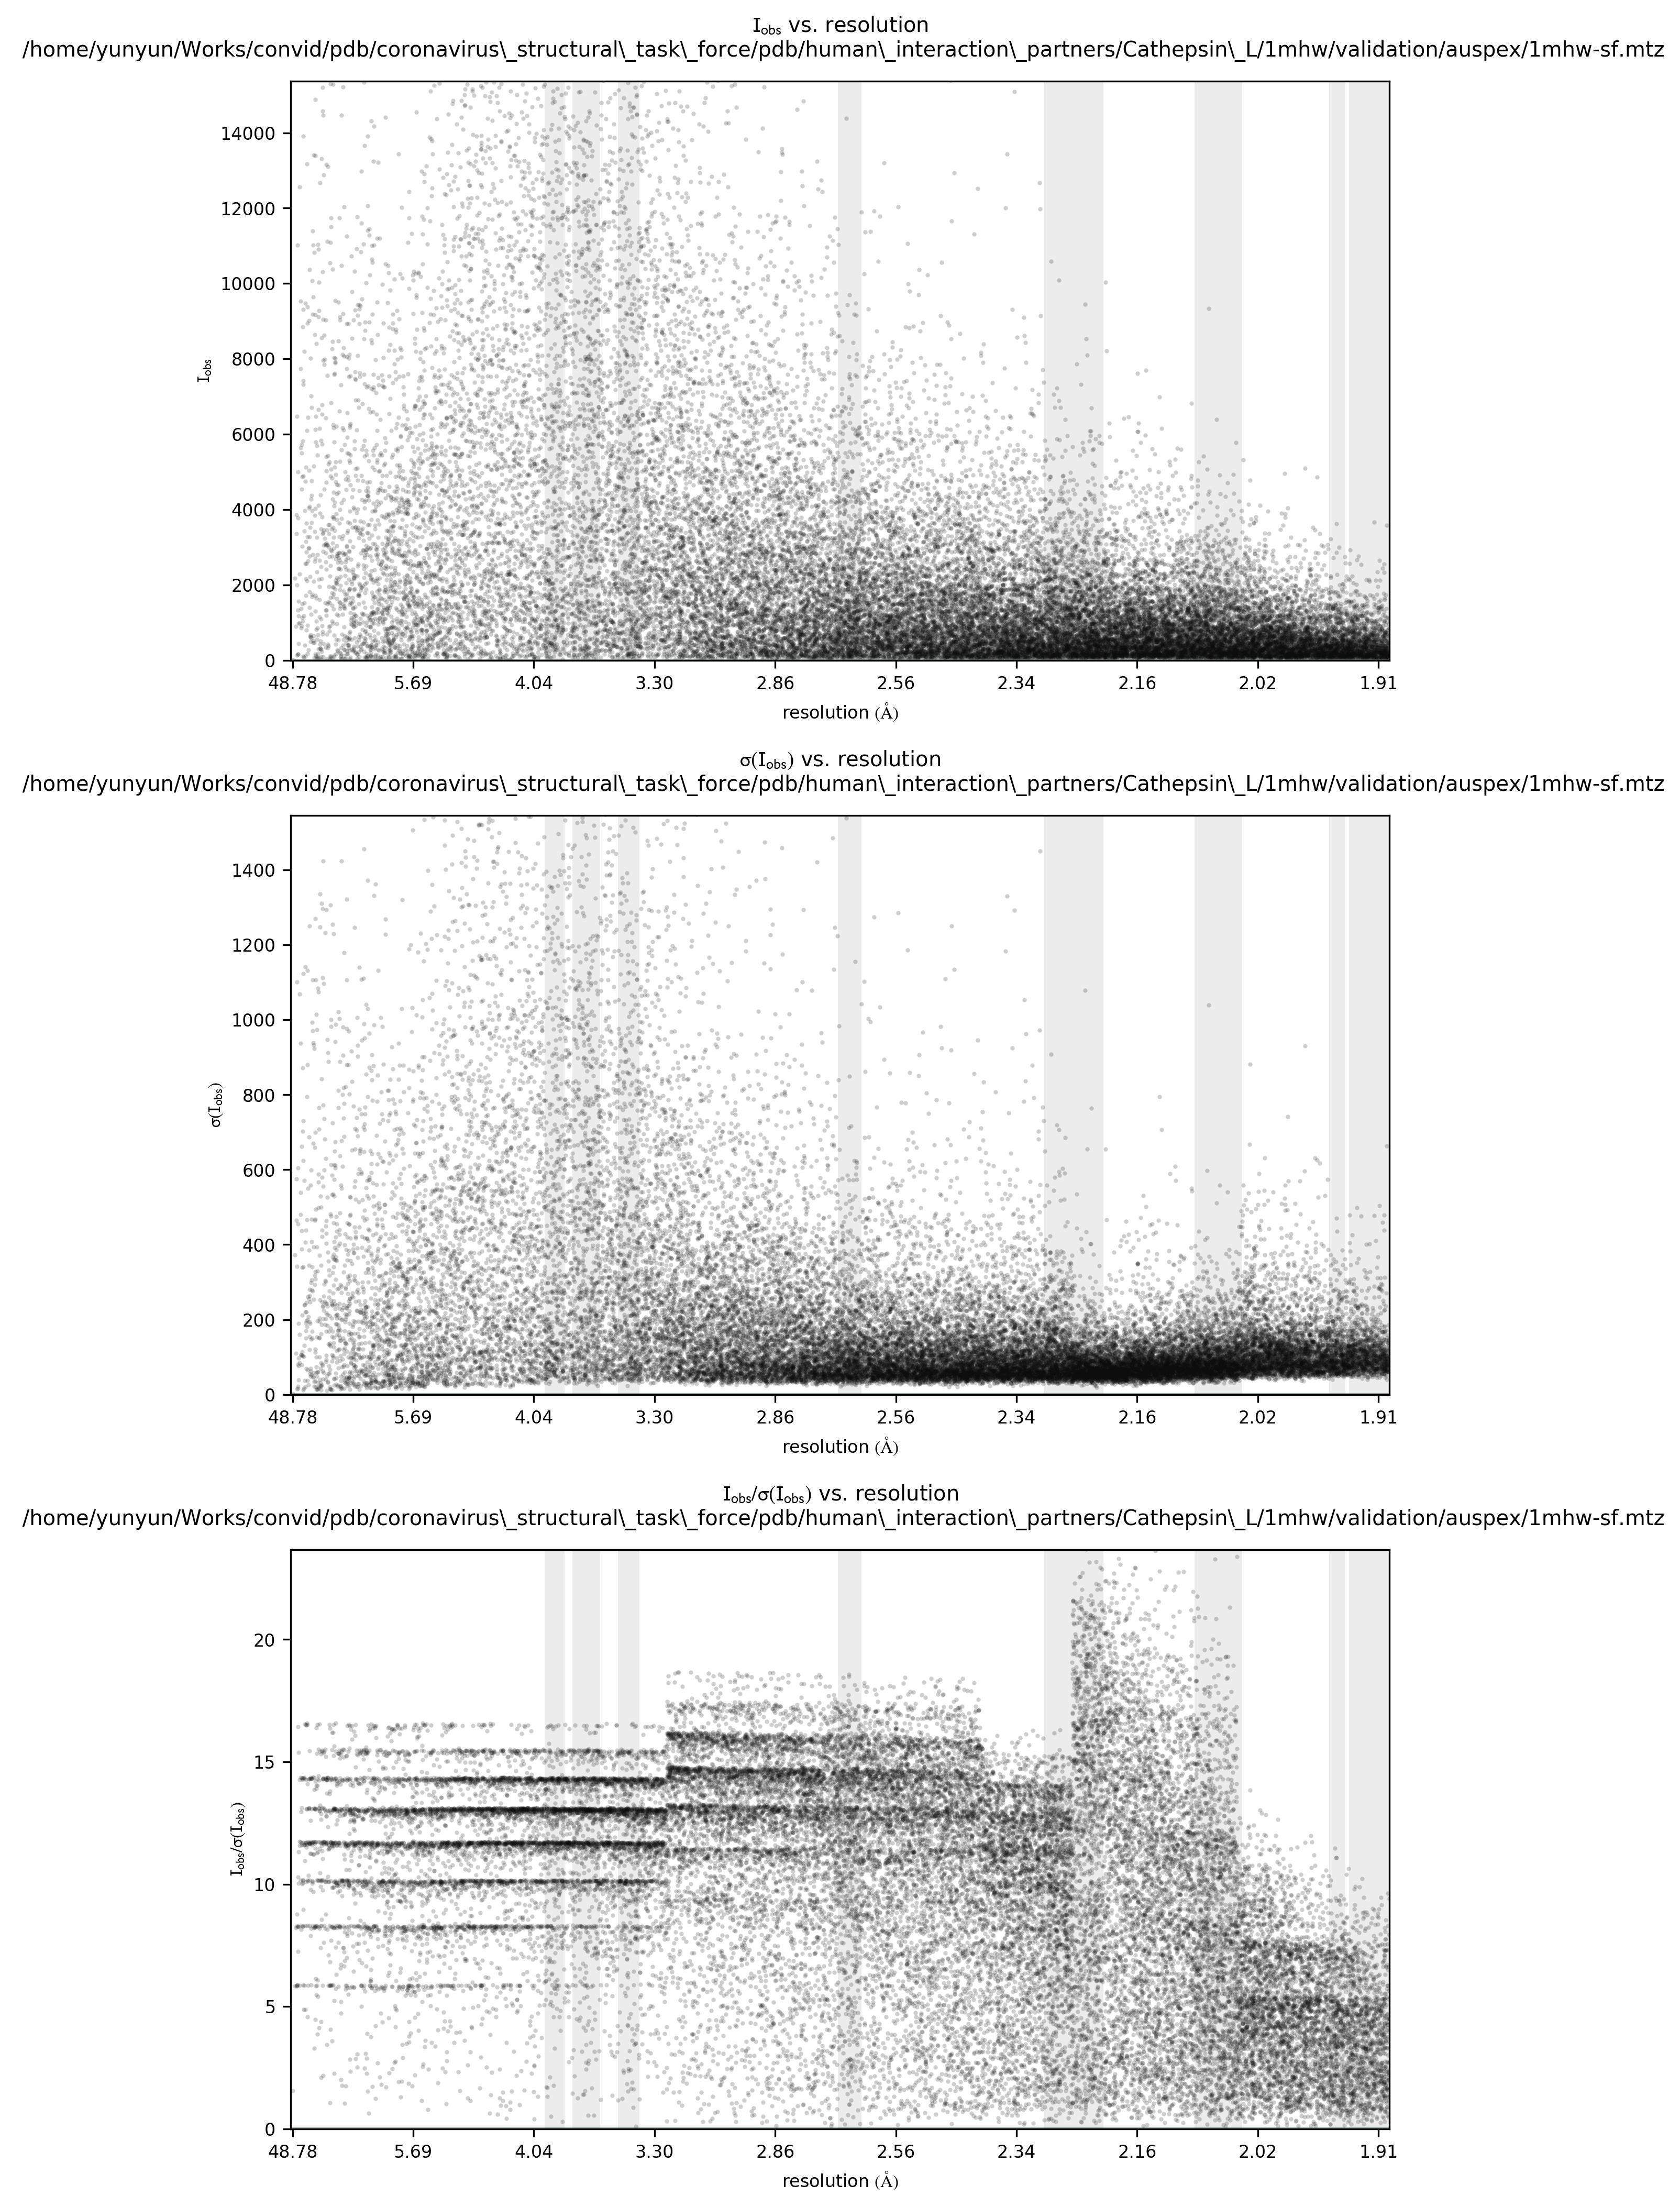 I_obs vs. resolution
/home/yunyun/Works/convid/pdb/coronavirus\_structural\_task\_force/pdb/human\_interaction\_partners/Cathepsin\_L/1mhw/validation/auspex/1mhw-sf.mtz
14000
12000
10000
8000
6000
4000
2000
0
I_obs
48.78 5.69 4.04 3.30 2.86 2.56 2.34 2.16 2.02 1.91
resolution (Å)
σ(I_obs) vs. resolution
/home/yunyun/Works/convid/pdb/coronavirus\_structural\_task\_force/pdb/human\_interaction\_partners/Cathepsin\_L/1mhw/validation/auspex/1mhw-sf.mtz
1400
1200
1000
800
600
400
200
0
σ(I_obs)
48.78 5.69 4.04 3.30 2.86 2.56 2.34 2.16 2.02 1.91
resolution (Å)
I_obs/σ(I_obs) vs. resolution
/home/yunyun/Works/convid/pdb/coronavirus\_structural\_task\_force/pdb/human\_interaction\_partners/Cathepsin\_L/1mhw/validation/auspex/1mhw-sf.mtz
20
15
10
5
0
I_obs/σ(I_obs)
48.78 5.69 4.04 3.30 2.86 2.56 2.34 2.16 2.02 1.91
resolution (Å)